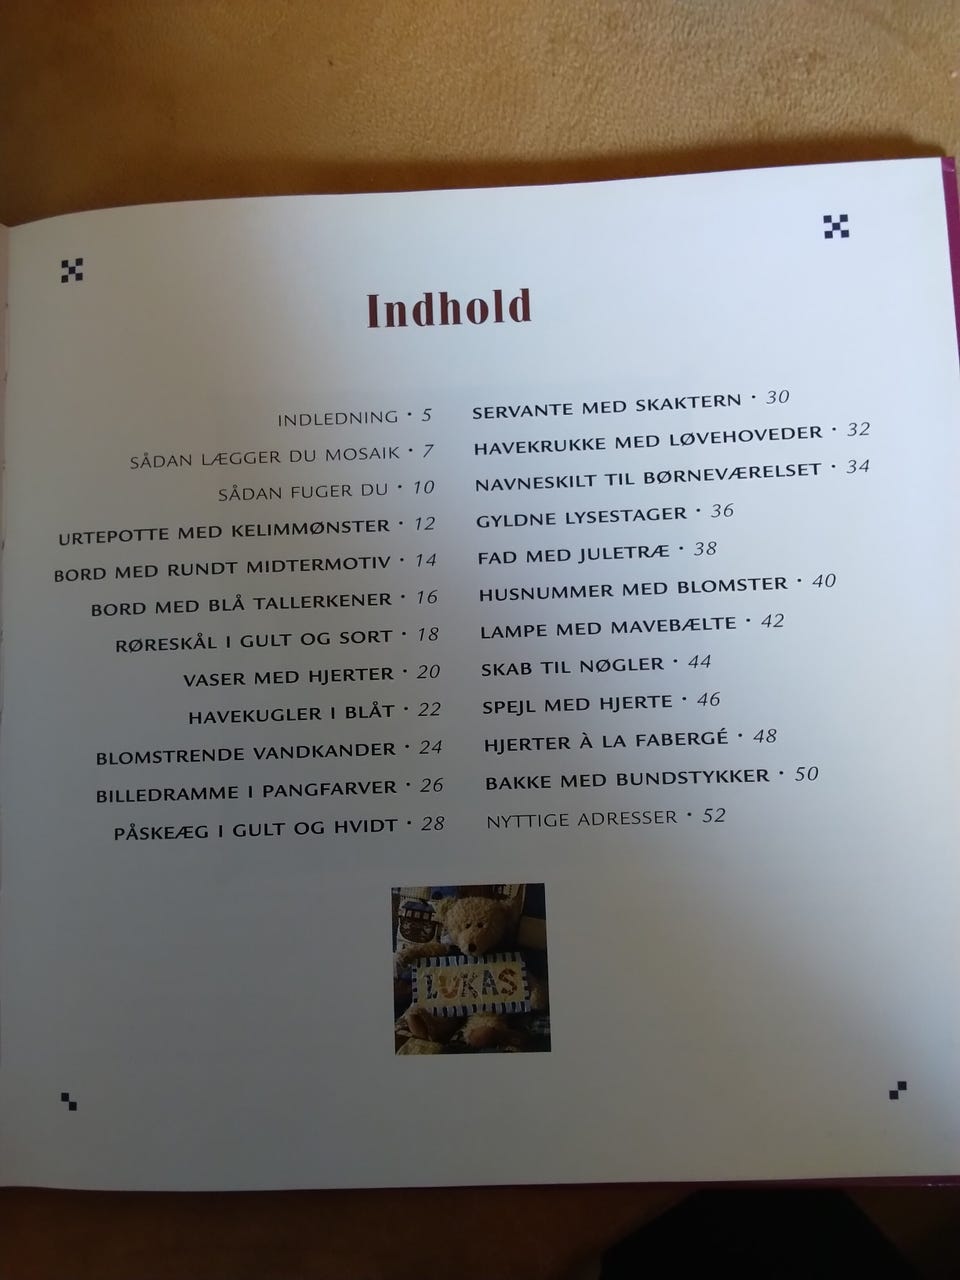 Indhold
INDLEDNING • 5
SÅDAN LÆGGER DU MOSAIK • 7
SÅDAN FUGER DU • 10
URTEPOTTE MED KELIMMØNSTER • 12
BORD MED RUNDT MIDTERMOTIV • 14
BORD MED BLÅ TALLERKENER • 16
RØRESKÅL I GULT OG SORT • 18
VASER MED HJERTER • 20
HAVEKUGLER I BLÅT • 22
BLOMSTRENDE VANDKANDER • 24
BILLEDRAMME I PANGFARVER • 26
PÅSKEÆG I GULT OG HVIDT • 28
SERVANTE MED SKAKTERN • 30
HAVEKRUKKE MED LØVEHOVEDER • 32
NAVNESKILT TIL BØRNEVÆRELSET • 34
GYLDNE LYSESTAGER • 36
FAD MED JULETRÆ • 38
HUSNUMMER MED BLOMSTER • 40
LAMPE MED MAVEBÆLTE • 42
SKAB TIL NØGLER • 44
SPEJL MED HJERTE • 46
HJERTER À LA FABERGÉ • 48
BAKKE MED BUNDSTYKKER • 50
NYTTIGE ADRESSER • 52
LUKAS